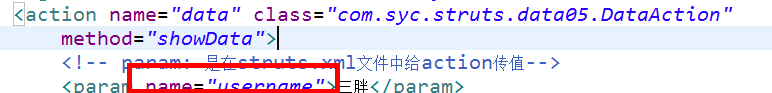 <action name="data" class="com.syc.struts.data05.DataAction"
method="showData">
<!-- param: 是在struts.xml文件中给action传值-->
<param name="username">三胖</param>